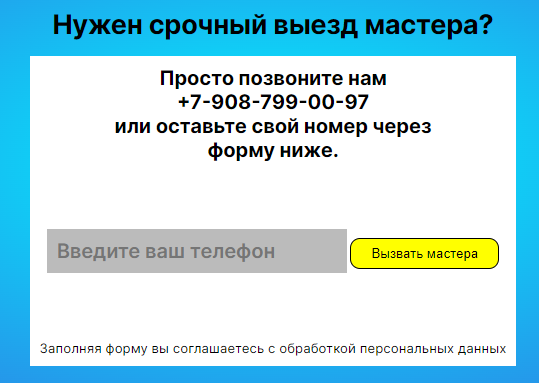 Нужен срочный выезд мастера?
Просто позвоните нам
+7-908-799-00-97
или оставьте свой номер через
форму ниже.
Введите ваш телефон
Вызвать мастера
Заполняя форму вы соглашаетесь с обработкой персональных данных